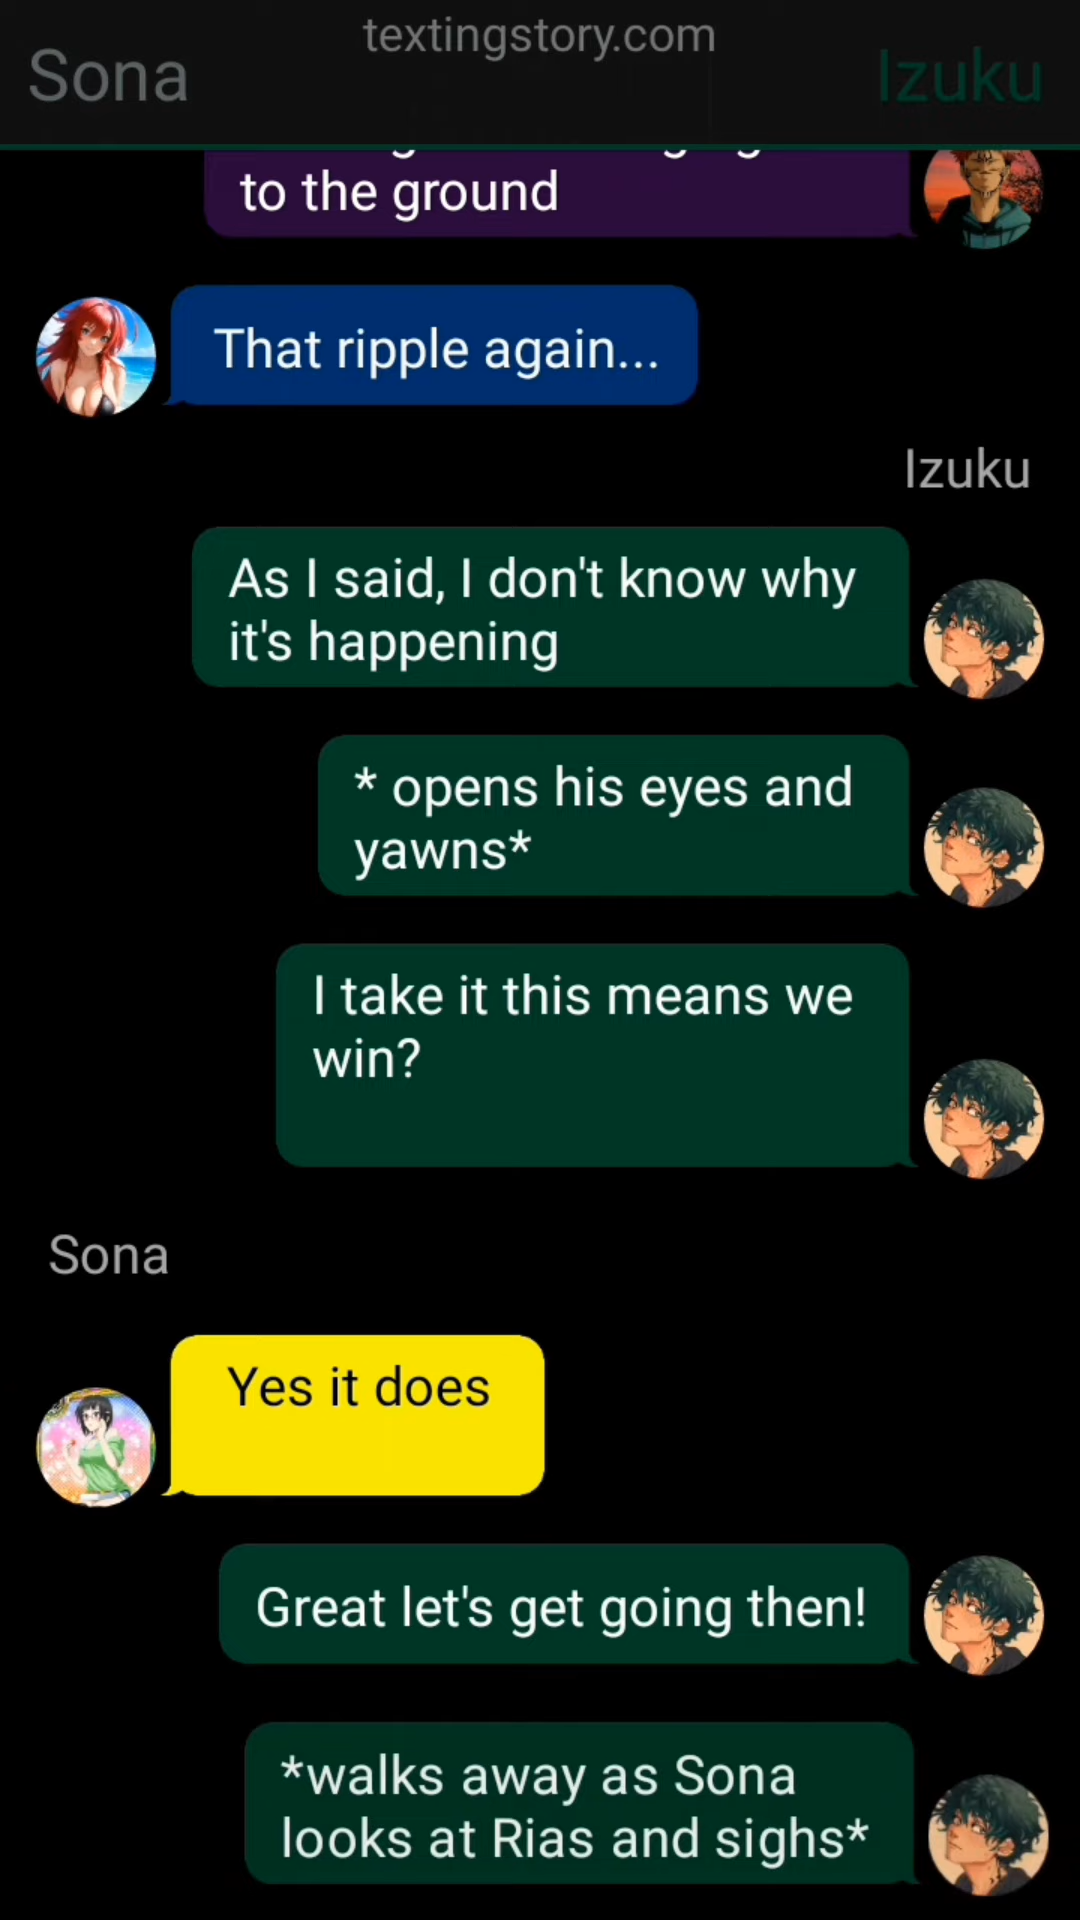 textingstory.com
Sona
Izuku
to the ground
That ripple again...
Izuku
As I said, I don't know why
it's happening
* opens his eyes and
yawns*
I take it this means we
win?
Sona
Yes it does
Great let's get going then!
*walks away as Sona
looks at Rias and sighs*